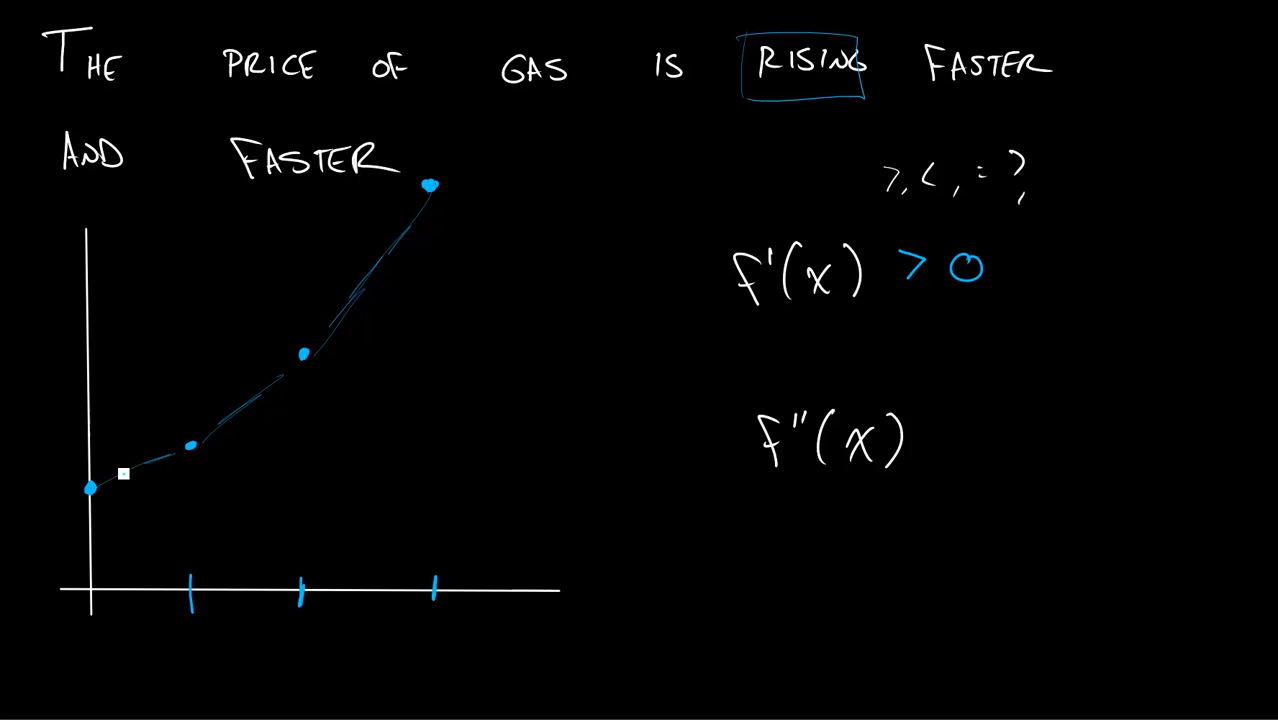 THE PRICE OF GAS IS RISING FASTER
AND FASTER
>, <, = ?
f'(x) > 0
f"(x)